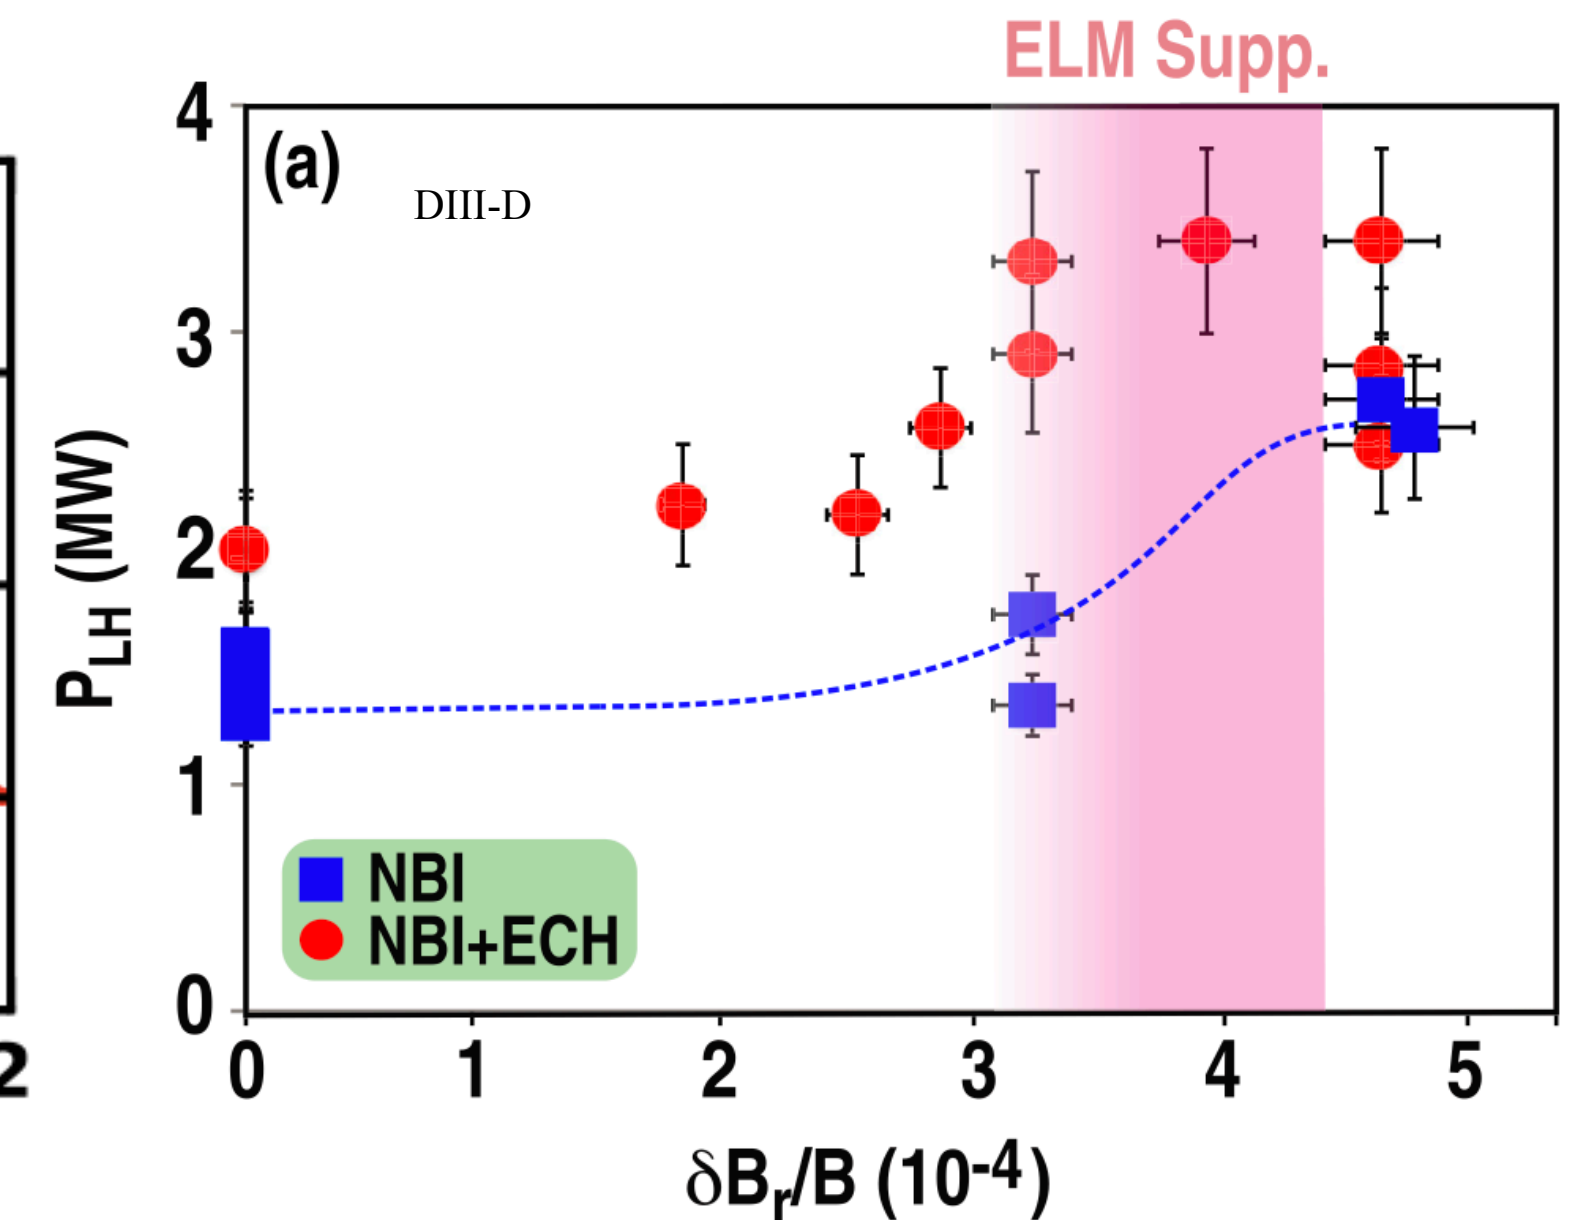 ELM Supp.
4
(a)
DIII-D
3
2
1
0
P_LH (MW)
NBI
NBI+ECH
0 1 2 3 4 5
2
δB_r/B (10^-4)